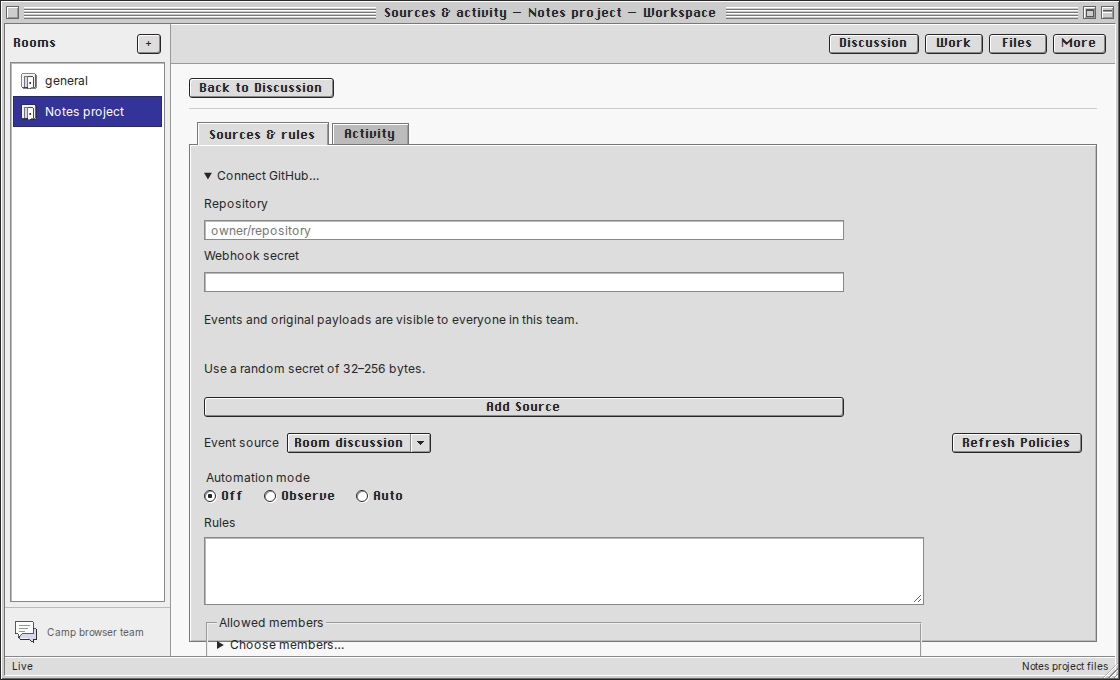 Sources & activity — Notes project — Workspace
Rooms
+
Discussion
Work
Files
More
general
Notes project
Back to Discussion
Sources & rules
Activity
Connect GitHub...
Repository
owner/repository
Webhook secret
Events and original payloads are visible to everyone in this team.
Use a random secret of 32–256 bytes.
Add Source
Event source
Room discussion
Refresh Policies
Automation mode
Off
Observe
Auto
Rules
Allowed members
Choose members...
Camp browser team
Live
Notes project files